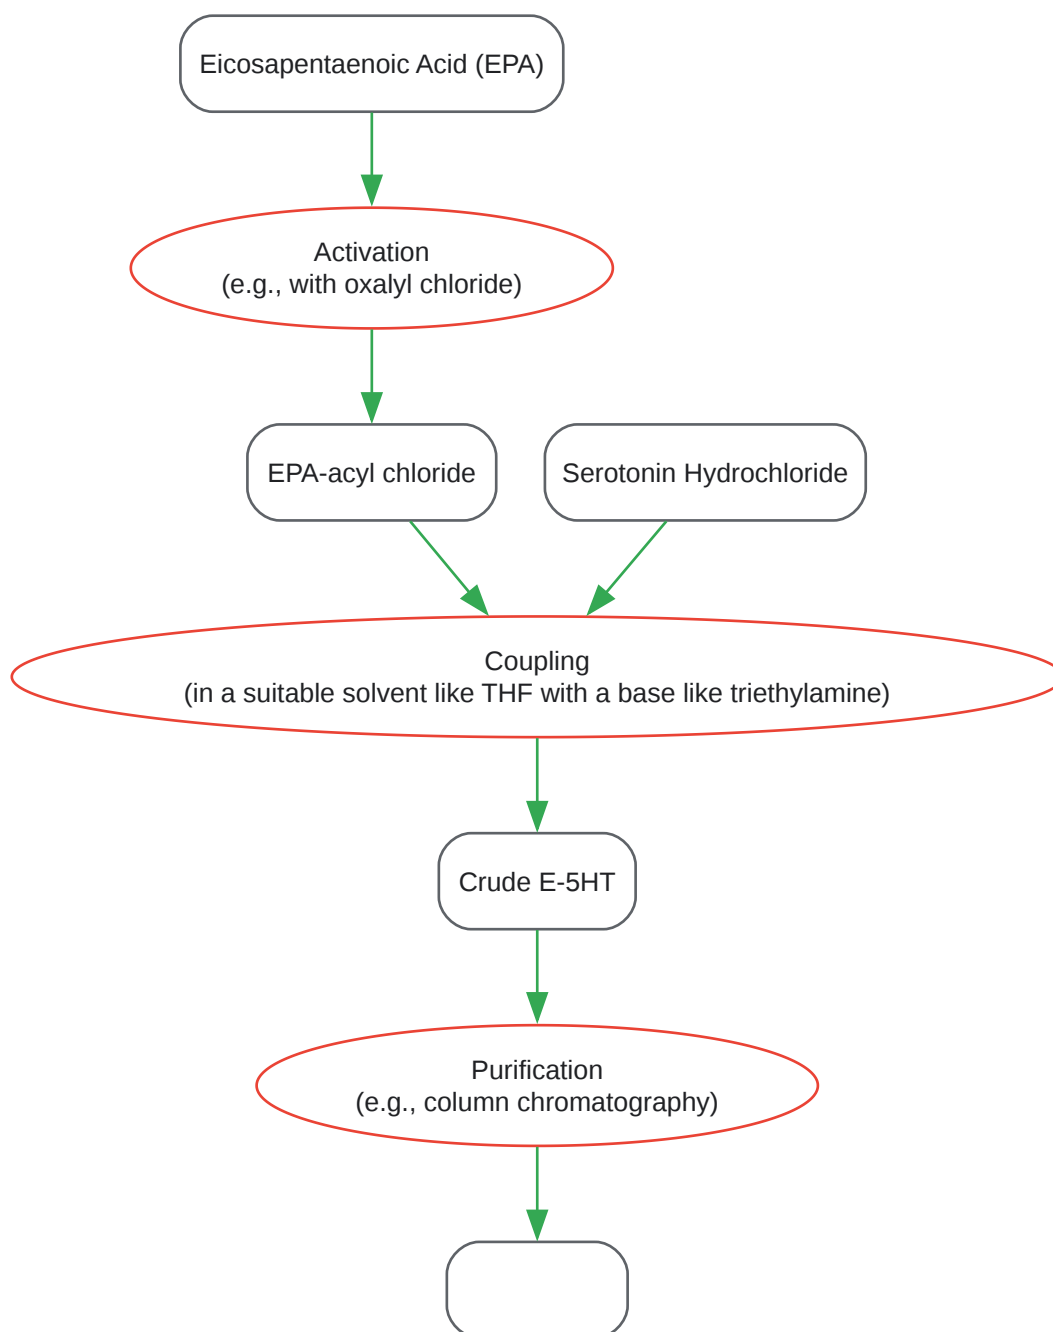 Eicosapentaenoic Acid (EPA)
Activation
(e.g., with oxalyl chloride)
EPA-acyl chloride
Serotonin Hydrochloride
Coupling
(in a suitable solvent like THF with a base like triethylamine)
Crude E-5HT
Purification
(e.g., column chromatography)